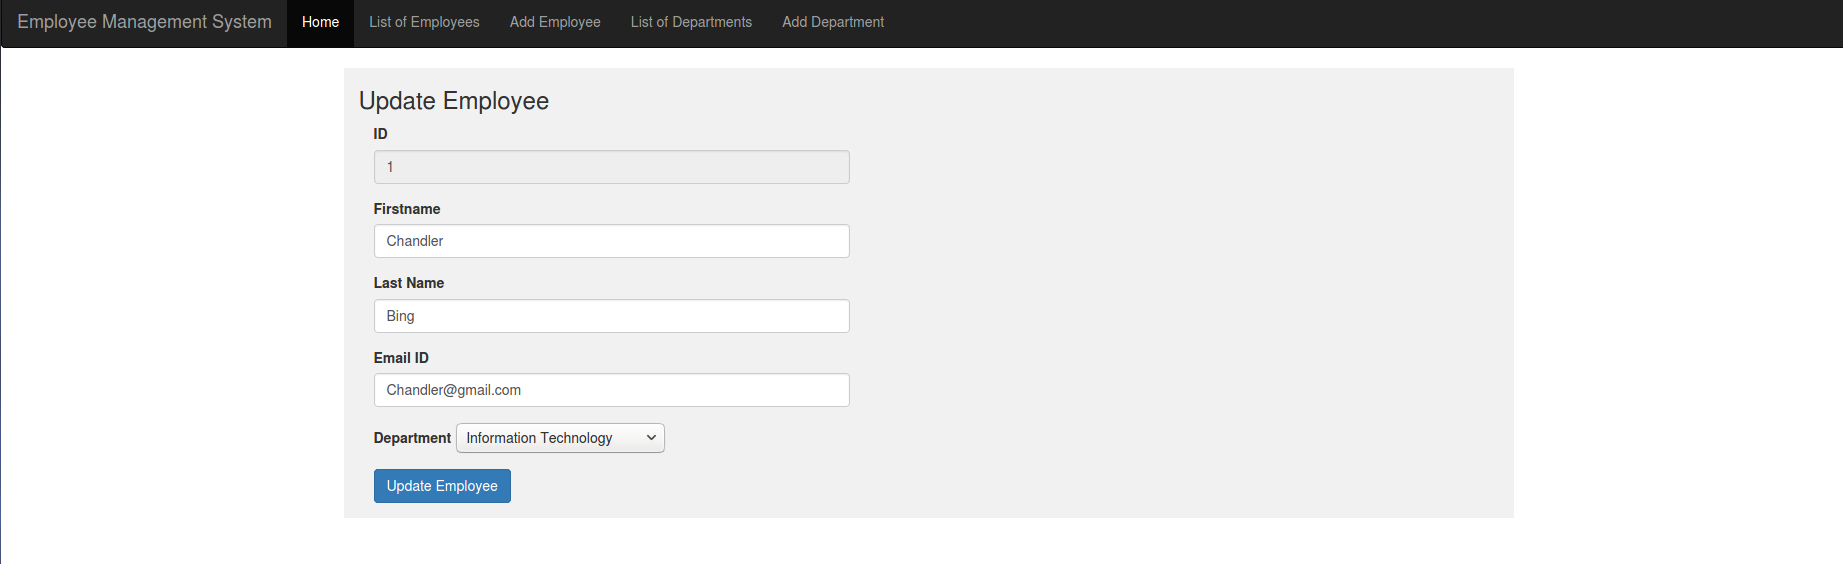 Employee Management System Home List of Employees Add Employee List of Departments Add Department
Update Employee
ID
1
Firstname
Chandler
Last Name
Bing
Email ID
Chandler@gmail.com
Department Information Technology
Update Employee